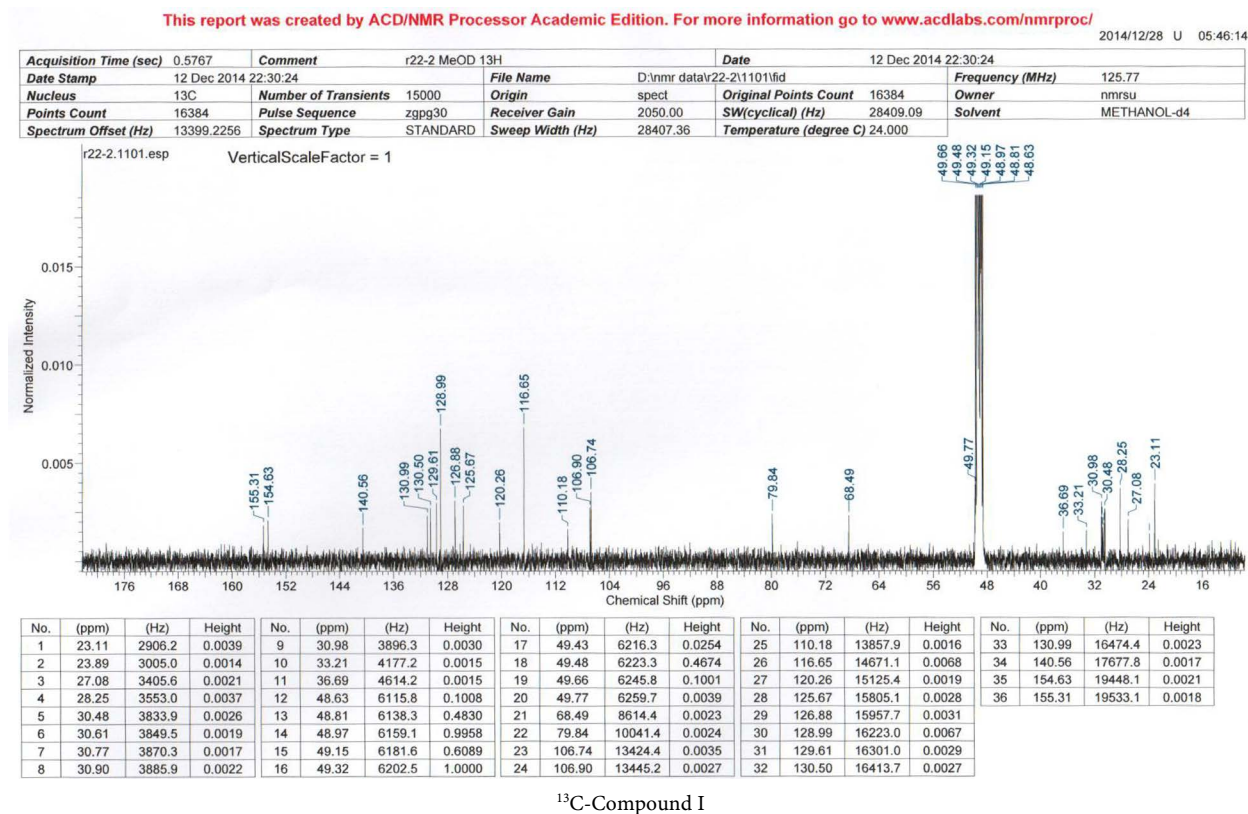 This report was created by ACD/NMR Processor Academic Edition. For more information go to www.acdlabs.com/nmrproc/
2014/12/28 U 05:46:14
Acquisition Time (sec) 0.5767 Comment r22-2 MeOD 13H Date 12 Dec 2014 22:30:24
Date Stamp 12 Dec 2014 22:30:24 File Name D:\nmr data\r22-2\1101\fid Frequency (MHz) 125.77
Nucleus 13C Number of Transients 15000 Origin spect Original Points Count 16384 Owner nmrsu
Points Count 16384 Pulse Sequence zgpg30 Receiver Gain 2050.00 SW(cyclical) (Hz) 28409.09 Solvent METHANOL-d4
Spectrum Offset (Hz) 13399.2256 Spectrum Type STANDARD Sweep Width (Hz) 28407.36 Temperature (degree C) 24.000
r22-2.1101.esp VerticalScaleFactor = 1
49.66 49.48 49.32 49.15 48.97 48.81 48.63
0.015
0.010
0.005
Normalized Intensity
155.31 154.63 140.56 130.99 130.50 129.61 128.99 126.88 125.67 120.26 116.65 110.18 106.90 106.74 79.84 68.49 49.77 36.69 33.21 30.98 30.48 28.25 27.08 23.11
176 168 160 152 144 136 128 120 112 104 96 88 80 72 64 56 48 40 32 24 16
Chemical Shift (ppm)
No. (ppm) (Hz) Height No. (ppm) (Hz) Height No. (ppm) (Hz) Height No. (ppm) (Hz) Height No. (ppm) (Hz) Height
1 23.11 2906.2 0.0039 9 30.98 3896.3 0.0030 17 49.43 6216.3 0.0254 25 110.18 13857.9 0.0016 33 130.99 16474.4 0.0023
2 23.89 3005.0 0.0014 10 33.21 4177.2 0.0015 18 49.48 6223.3 0.4674 26 116.65 14671.1 0.0068 34 140.56 17677.8 0.0017
3 27.08 3405.6 0.0021 11 36.69 4614.2 0.0015 19 49.66 6245.8 0.1001 27 120.26 15125.4 0.0019 35 154.63 19448.1 0.0021
4 28.25 3553.0 0.0037 12 48.63 6115.8 0.1008 20 49.77 6259.7 0.0039 28 125.67 15805.1 0.0028 36 155.31 19533.1 0.0018
5 30.48 3833.9 0.0026 13 48.81 6138.3 0.4830 21 68.49 8614.4 0.0023 29 126.88 15957.7 0.0031
6 30.61 3849.5 0.0019 14 48.97 6159.1 0.9958 22 79.84 10041.4 0.0024 30 128.99 16223.0 0.0067
7 30.77 3870.3 0.0017 15 49.15 6181.6 0.6089 23 106.74 13424.4 0.0035 31 129.61 16301.0 0.0029
8 30.90 3885.9 0.0022 16 49.32 6202.5 1.0000 24 106.90 13445.2 0.0027 32 130.50 16413.7 0.0027
¹³C-Compound I